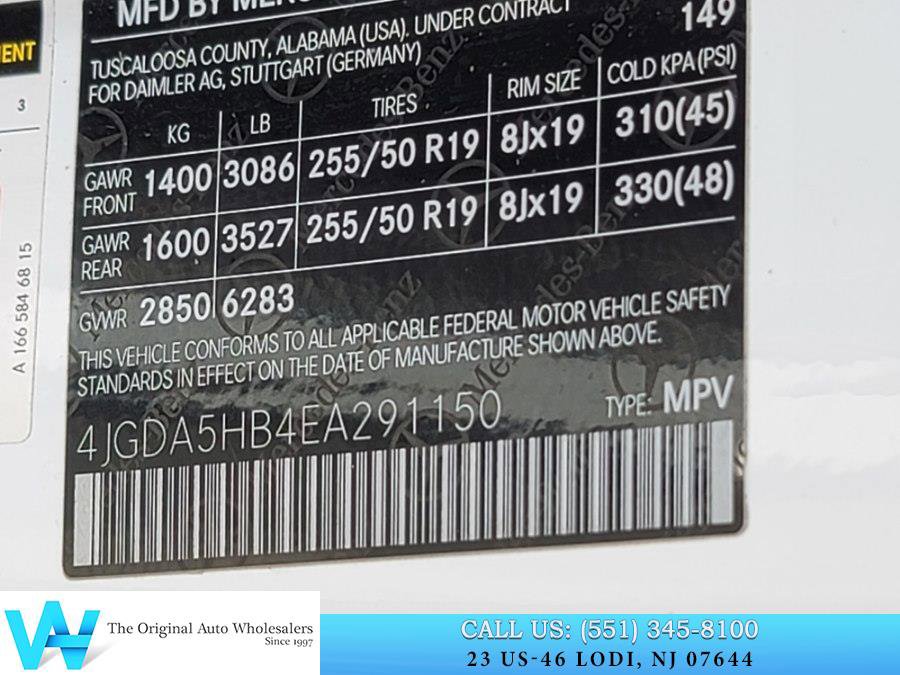 MFD BY
149
TUSCALOOSA COUNTY, ALABAMA (USA). UNDER CONTRACT
FOR DAIMLER AG, STUTTGART (GERMANY)
KG LB TIRES RIM SIZE COLD KPA (PSI)
GAWR FRONT 1400 3086 255/50 R19 8Jx19 310(45)
GAWR REAR 1600 3527 255/50 R19 8Jx19 330(48)
GVWR 2850 6283
THIS VEHICLE CONFORMS TO ALL APPLICABLE FEDERAL MOTOR VEHICLE SAFETY
STANDARDS IN EFFECT ON THE DATE OF MANUFACTURE SHOWN ABOVE.
4JGDA5HB4EA291150 TYPE: MPV
3
A 166 584 68 15
Mercedes-Benz
The Original Auto Wholesalers
Since 1997
CALL US: (551) 345-8100
23 US-46 LODI, NJ 07644